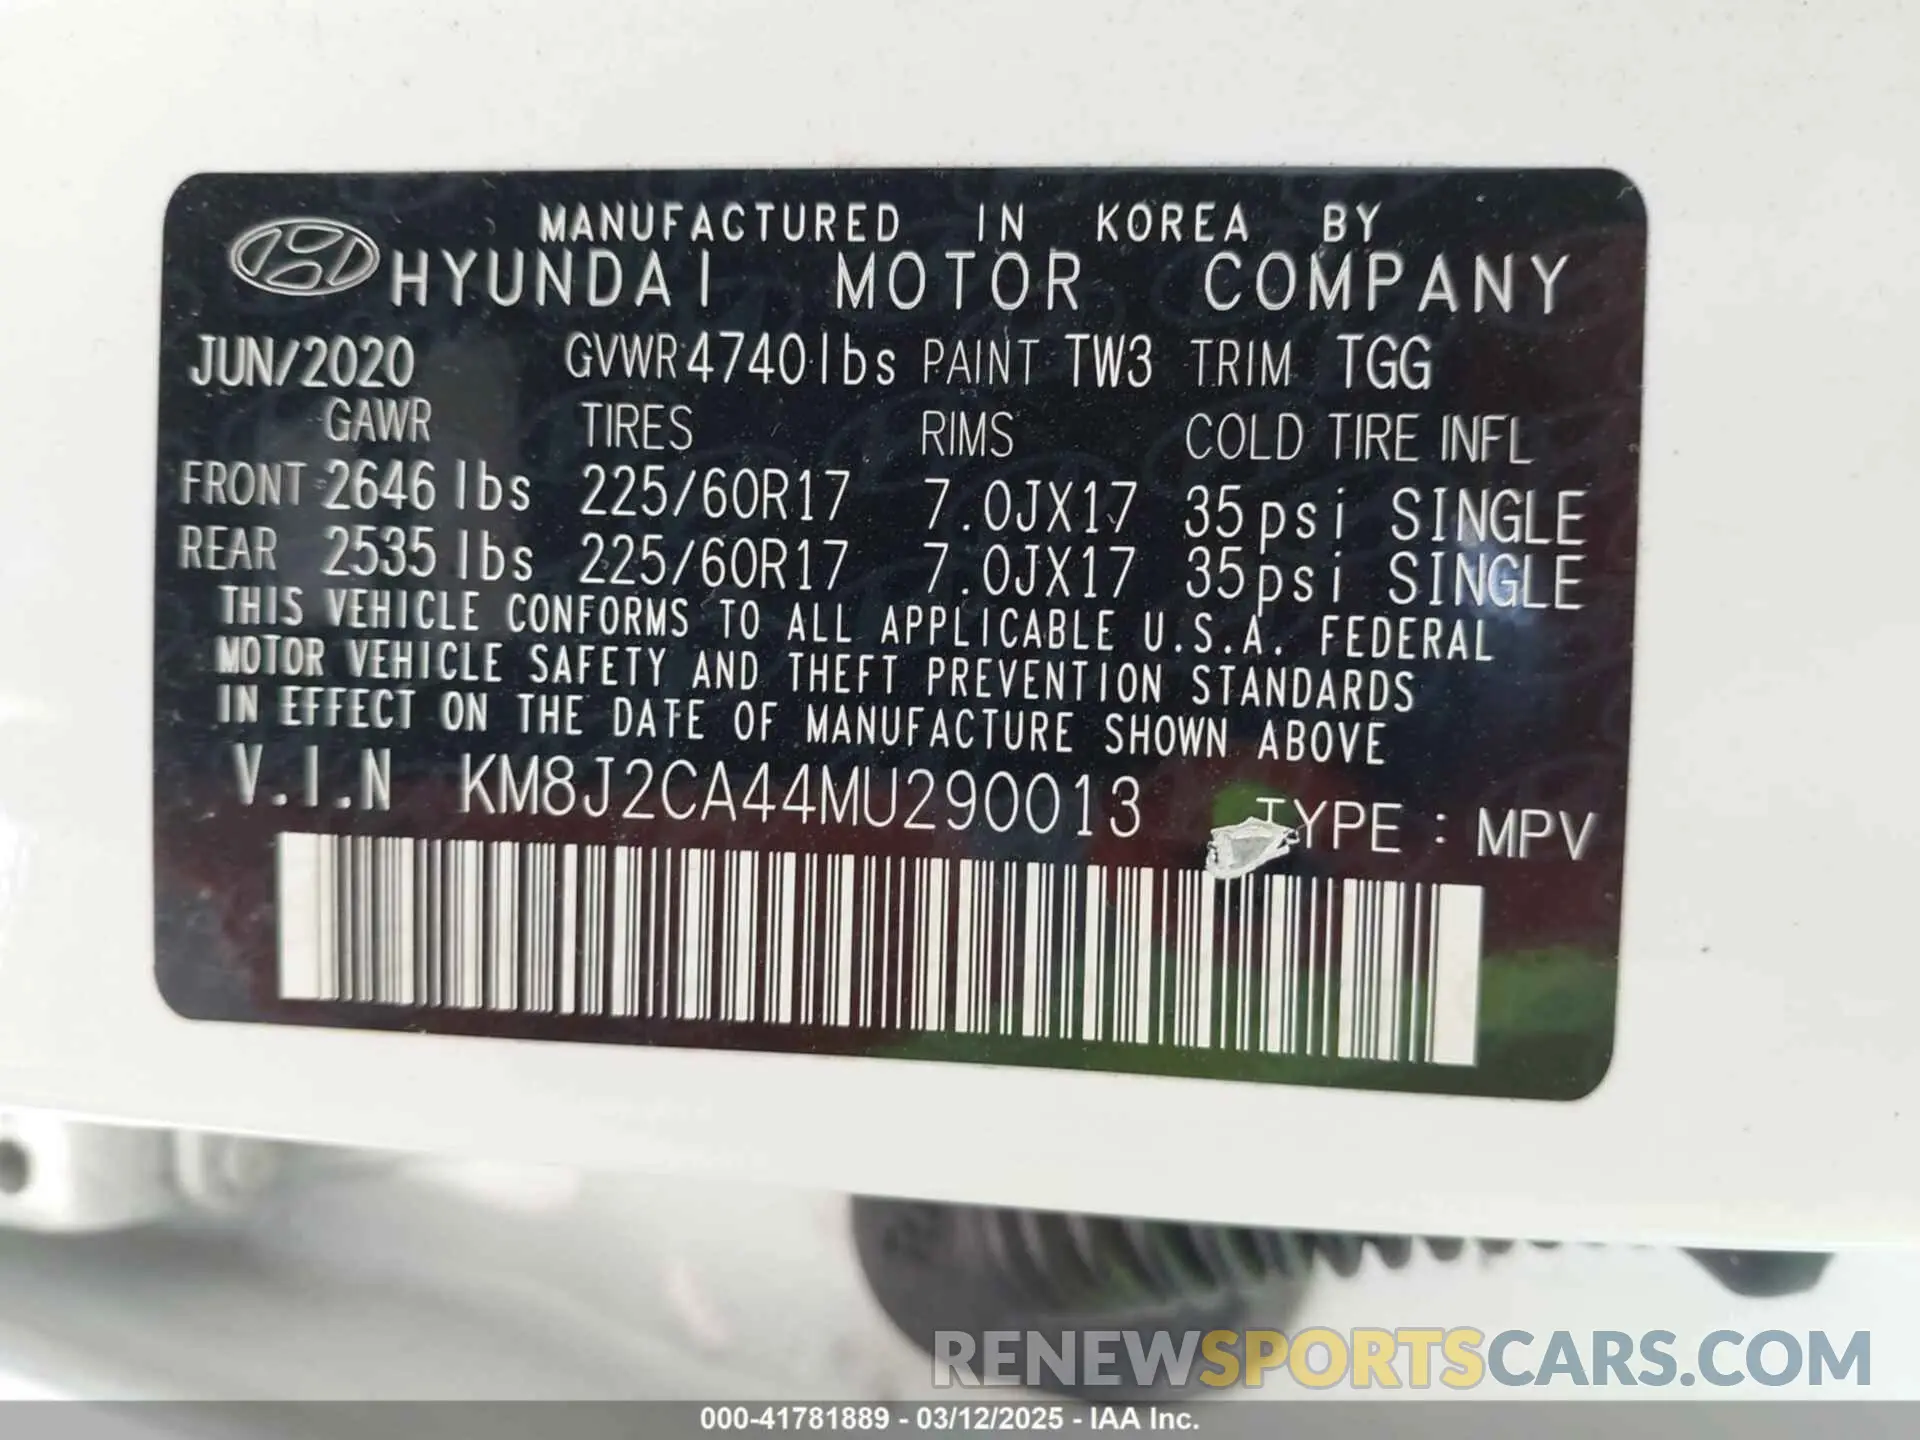 MANUFACTURED IN KOREA BY
HYUNDAI MOTOR COMPANY
JUN/2020 GVWR 4740lbs PAINT TW3 TRIM TGG
GAWR TIRES RIMS COLD TIRE INFL
FRONT 2646 lbs 225/60R17 7.0JX17 35psi SINGLE
REAR 2535 lbs 225/60R17 7.0JX17 35psi SINGLE
THIS VEHICLE CONFORMS TO ALL APPLICABLE U.S.A. FEDERAL
MOTOR VEHICLE SAFETY AND THEFT PREVENTION STANDARDS
IN EFFECT ON THE DATE OF MANUFACTURE SHOWN ABOVE
V.I.N KM8J2CA44MU290013 TYPE : MPV
RENEWSPORTSCARS.COM
000-41781889 - 03/12/2025 - IAA Inc.